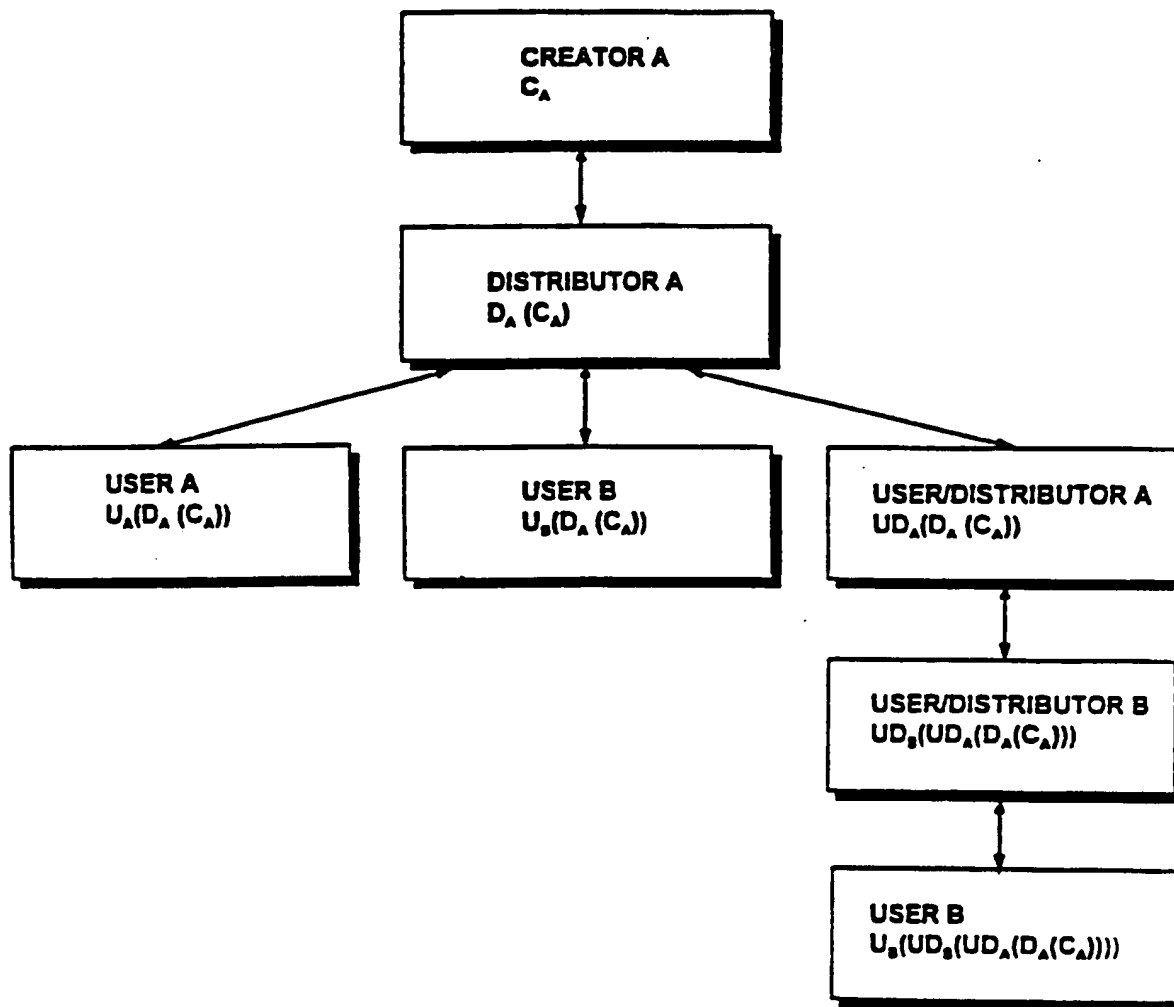 CREATOR A
C_A
DISTRIBUTOR A
D_A (C_A)
USER A
U_A(D_A (C_A))
USER B
U_B(D_A (C_A))
USER/DISTRIBUTOR A
UD_A(D_A (C_A))
USER/DISTRIBUTOR B
UD_B(UD_A(D_A(C_A)))
USER B
U_B(UD_B(UD_A(D_A(C_A))))